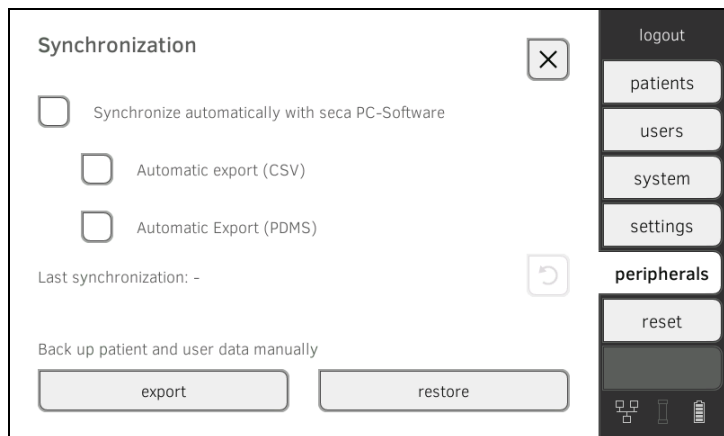 Synchronization
Synchronize automatically with seca PC-Software
Automatic export (CSV)
Automatic Export (PDMS)
Last synchronization: -
Back up patient and user data manually
export
restore
logout
patients
users
system
settings
peripherals
reset